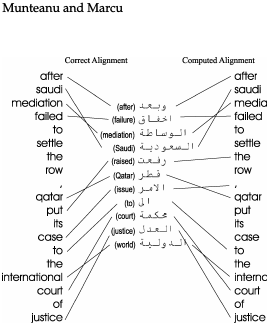 Munteanu and Marcu
Correct Alignment
after
saudi
mediation
failed
to
settle
the
row
,
qatar
put
its
case
to
the
international
court
of
justice
(after) وبعد
(failure) اخفاق
(mediation) الوساطة
(Saudi) السعودية
(raised) رفعت
(Qatar) قطر
(issue) الامر
(to) الى
(court) محكمة
(justice) العدل
(world) الدولية
Computed Alignment
after
saudi
mediation
failed
to
settle
the
row
,
qatar
put
its
case
to
the
court
of
justice